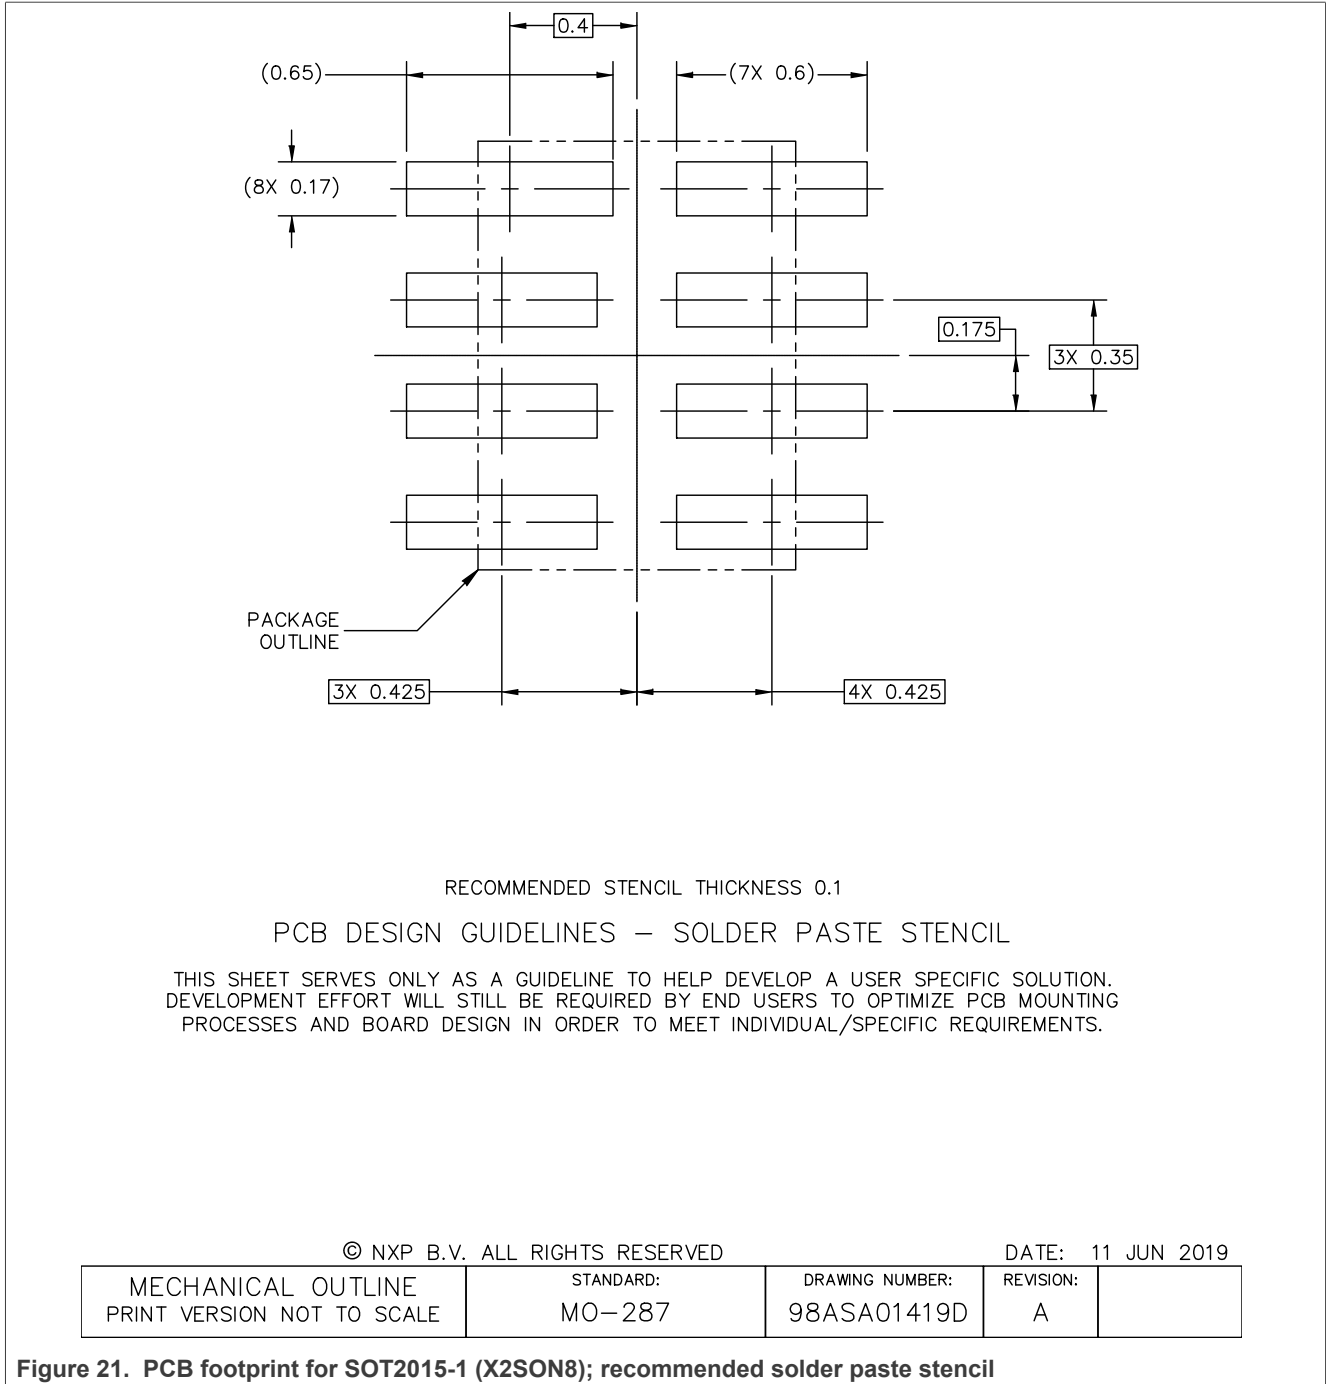 0.4
(0.65)
(7X 0.6)
(8X 0.17)
0.175
3X 0.35
PACKAGE
OUTLINE
3X 0.425
4X 0.425
RECOMMENDED STENCIL THICKNESS 0.1
PCB DESIGN GUIDELINES – SOLDER PASTE STENCIL
THIS SHEET SERVES ONLY AS A GUIDELINE TO HELP DEVELOP A USER SPECIFIC SOLUTION.
DEVELOPMENT EFFORT WILL STILL BE REQUIRED BY END USERS TO OPTIMIZE PCB MOUNTING
PROCESSES AND BOARD DESIGN IN ORDER TO MEET INDIVIDUAL/SPECIFIC REQUIREMENTS.
© NXP B.V. ALL RIGHTS RESERVED
DATE: 11 JUN 2019
MECHANICAL OUTLINE
PRINT VERSION NOT TO SCALE
STANDARD:
MO-287
DRAWING NUMBER:
98ASA01419D
REVISION:
A
Figure 21. PCB footprint for SOT2015-1 (X2SON8); recommended solder paste stencil